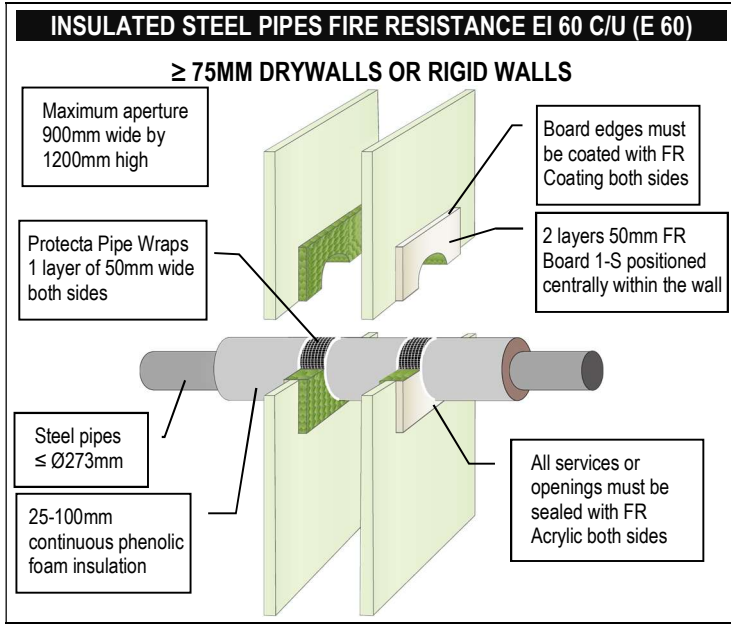 INSULATED STEEL PIPES FIRE RESISTANCE EI 60 C/U (E 60)
≥ 75MM DRYWALLS OR RIGID WALLS
Maximum aperture
900mm wide by
1200mm high
Board edges must
be coated with FR
Coating both sides
Protecta Pipe Wraps
1 layer of 50mm wide
both sides
2 layers 50mm FR
Board 1-S positioned
centrally within the wall
Steel pipes
≤ Ø273mm
25-100mm
continuous phenolic
foam insulation
All services or
openings must be
sealed with FR
Acrylic both sides